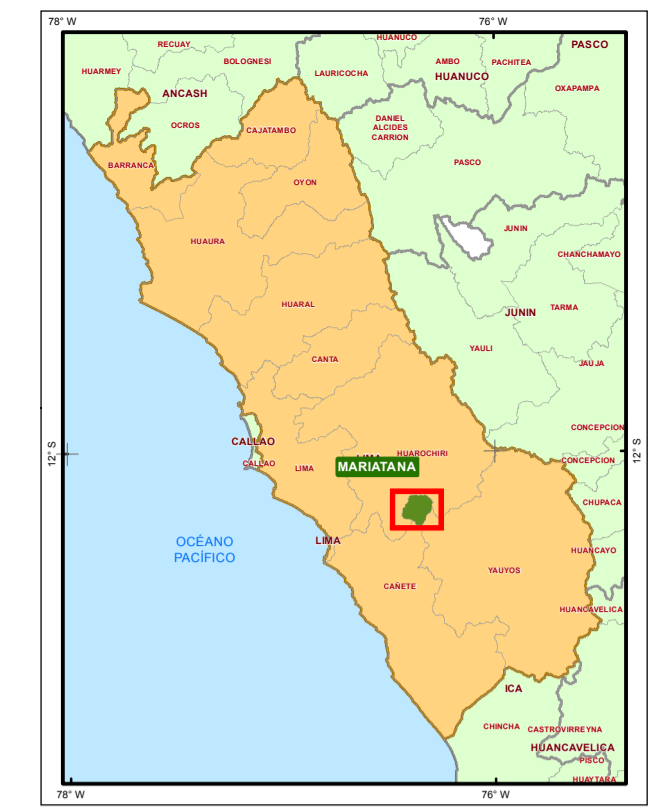 78° W
76° W
RECUAY
HUANUCO
PASCO
BOLOGNESI
AMBO
PACHITEA
HUARMEY
LAURICOCHA
HUANUCO
OXAPAMPA
ANCASH
OCROS
CAJATAMBO
DANIEL
ALCIDES
CARRION
BARRANCA
PASCO
OYON
HUAURA
JUNIN
CHANCHAMAYO
HUARAL
JUNIN
TARMA
YAULI
CANTA
JAUJA
CONCEPCION
CALLAO
12° S
CALLAO
LIMA
HUAROCHIRI
CONCEPCION
12° S
MARIATANA
CHUPACA
OCÉANO
PACÍFICO
LIMA
HUANCAYO
YAUYOS
CAÑETE
HUANCAVELICA
ICA
CHINCHA
CASTROVIRREYNA
HUANCAVELICA
PISCO
HUAYTARA
78° W
76° W